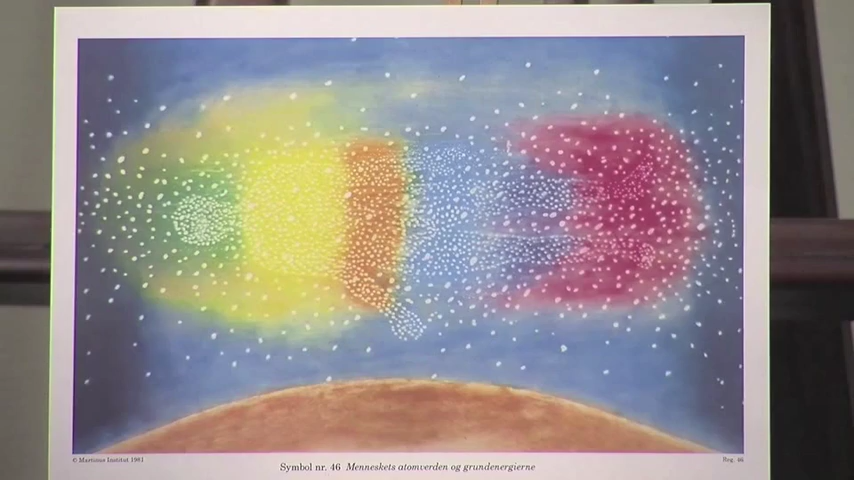 © Martinus Institut 1981
Reg. 46
Symbol nr. 46 Menneskets atomverden og grundenergierne